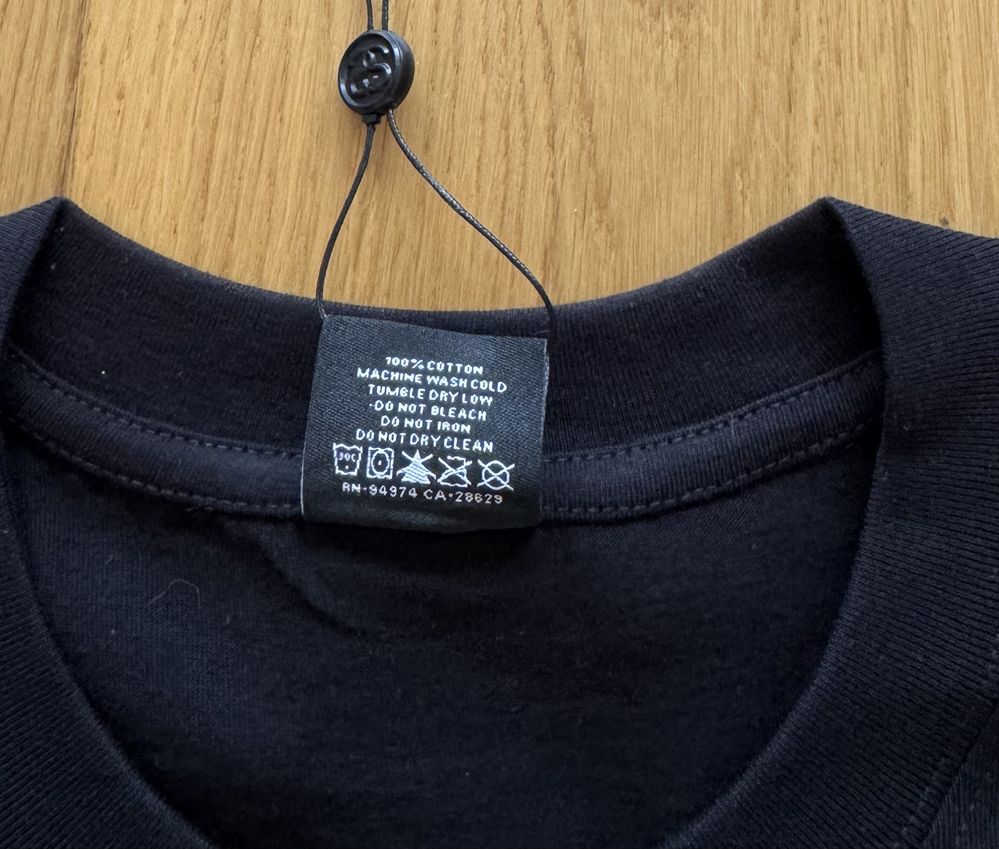 100% COTTON
MACHINE WASH COLD
TUMBLE DRY LOW
DO NOT BLEACH
DO NOT IRON
DO NOT DRY CLEAN
30C
RN-94974 CA-28629